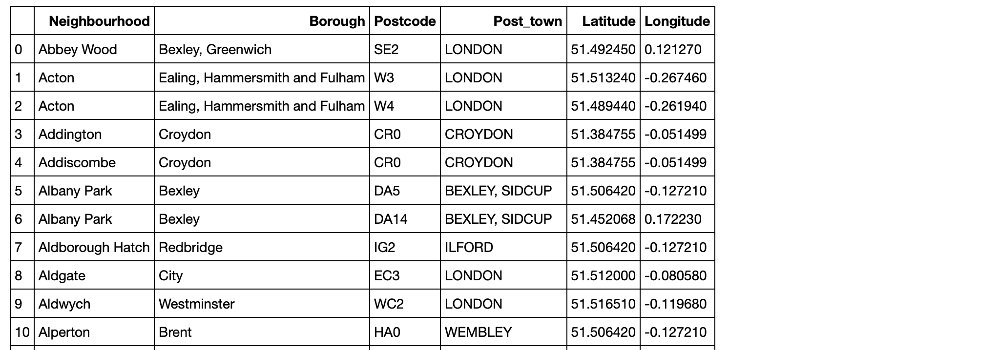 Neighbourhood Borough Postcode Post_town Latitude Longitude
0 Abbey Wood Bexley, Greenwich SE2 LONDON 51.492450 0.121270
1 Acton Ealing, Hammersmith and Fulham W3 LONDON 51.513240 -0.267460
2 Acton Ealing, Hammersmith and Fulham W4 LONDON 51.489440 -0.261940
3 Addington Croydon CR0 CROYDON 51.384755 -0.051499
4 Addiscombe Croydon CR0 CROYDON 51.384755 -0.051499
5 Albany Park Bexley DA5 BEXLEY, SIDCUP 51.506420 -0.127210
6 Albany Park Bexley DA14 BEXLEY, SIDCUP 51.452068 0.172230
7 Aldborough Hatch Redbridge IG2 ILFORD 51.506420 -0.127210
8 Aldgate City EC3 LONDON 51.512000 -0.080580
9 Aldwych Westminster WC2 LONDON 51.516510 -0.119680
10 Alperton Brent HA0 WEMBLEY 51.506420 -0.127210